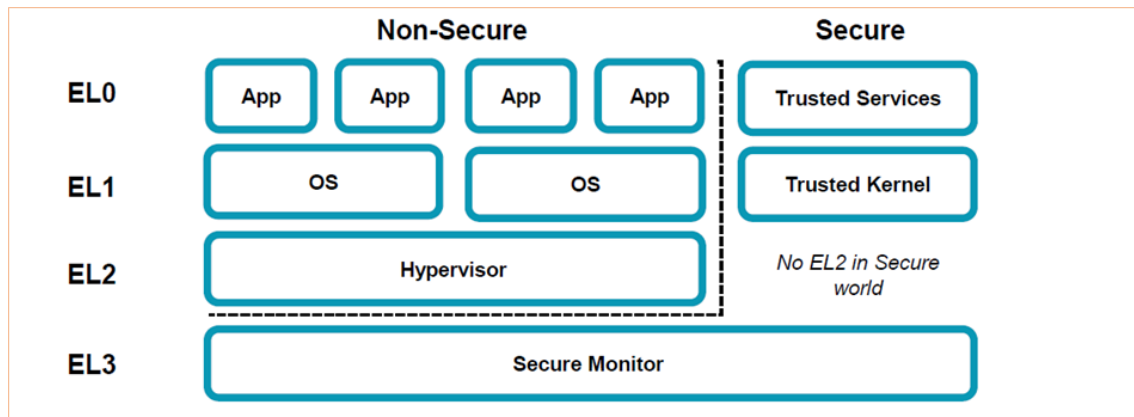 Non-Secure Secure
EL0 App App App App Trusted Services
EL1 OS OS Trusted Kernel
EL2 Hypervisor No EL2 in Secure
world
EL3 Secure Monitor